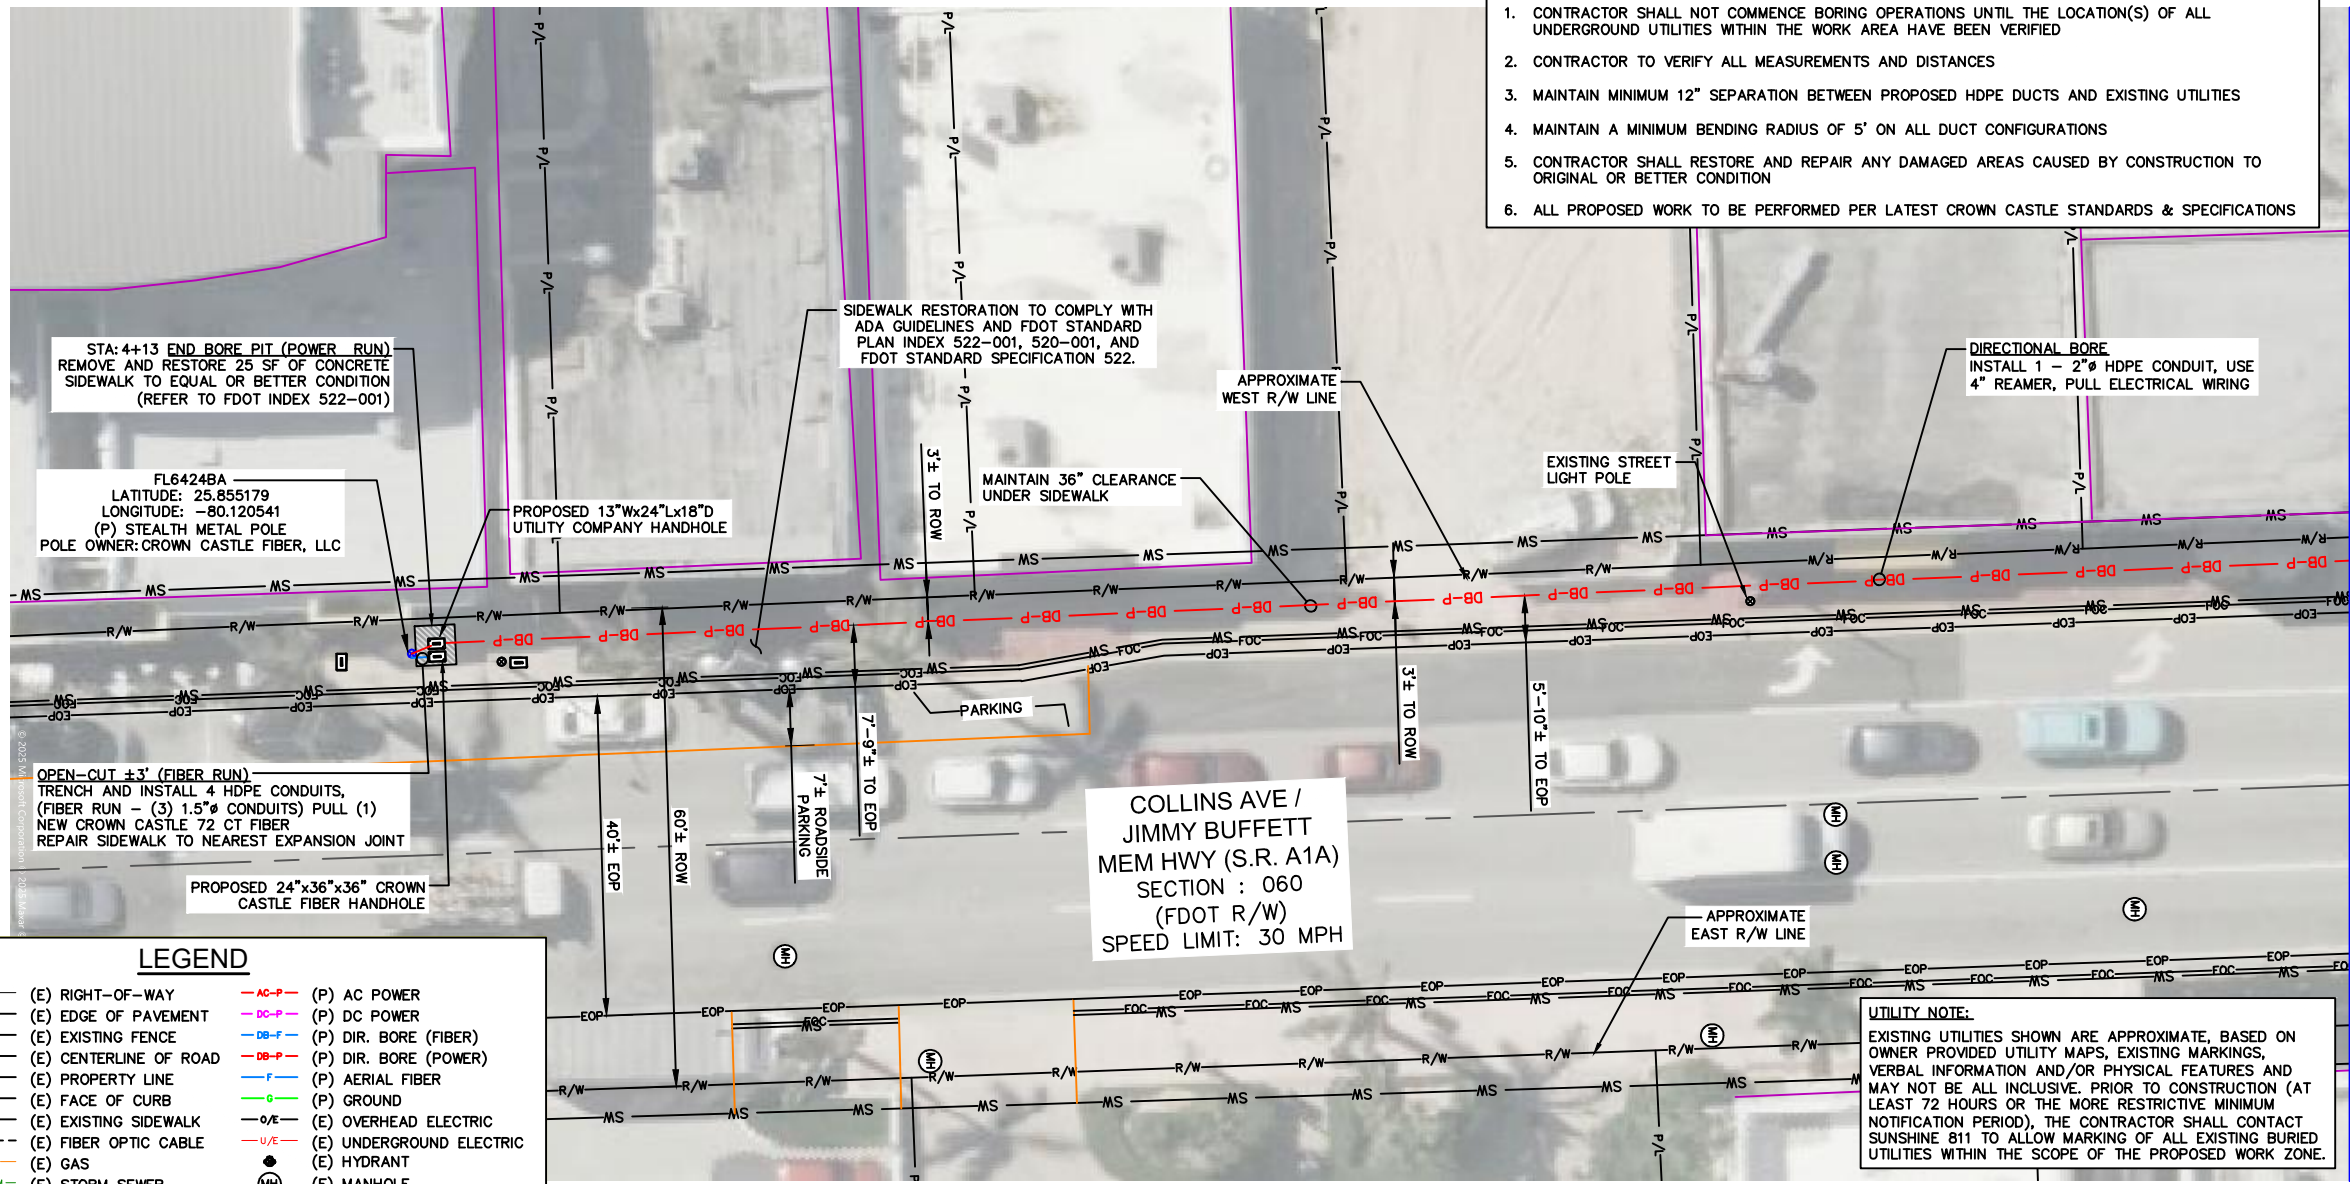 1. CONTRACTOR SHALL NOT COMMENCE BORING OPERATIONS UNTIL THE LOCATION(S) OF ALL
UNDERGROUND UTILITIES WITHIN THE WORK AREA HAVE BEEN VERIFIED
2. CONTRACTOR TO VERIFY ALL MEASUREMENTS AND DISTANCES
3. MAINTAIN MINIMUM 12" SEPARATION BETWEEN PROPOSED HDPE DUCTS AND EXISTING UTILITIES
4. MAINTAIN A MINIMUM BENDING RADIUS OF 5' ON ALL DUCT CONFIGURATIONS
5. CONTRACTOR SHALL RESTORE AND REPAIR ANY DAMAGED AREAS CAUSED BY CONSTRUCTION TO
ORIGINAL OR BETTER CONDITION
6. ALL PROPOSED WORK TO BE PERFORMED PER LATEST CROWN CASTLE STANDARDS & SPECIFICATIONS
SIDEWALK RESTORATION TO COMPLY WITH
ADA GUIDELINES AND FDOT STANDARD
PLAN INDEX 522-001, 520-001, AND
FDOT STANDARD SPECIFICATION 522.
STA: 4+13 END BORE PIT (POWER RUN)
REMOVE AND RESTORE 25 SF OF CONCRETE
SIDEWALK TO EQUAL OR BETTER CONDITION
(REFER TO FDOT INDEX 522-001)
APPROXIMATE
WEST R/W LINE
DIRECTIONAL BORE
INSTALL 1 - 2"ø HDPE CONDUIT, USE
4" REAMER, PULL ELECTRICAL WIRING
FL6424BA
LATITUDE: 25.855179
LONGITUDE: -80.120541
(P) STEALTH METAL POLE
POLE OWNER: CROWN CASTLE FIBER, LLC
PROPOSED 13"Wx24"Lx18"D
UTILITY COMPANY HANDHOLE
3'± TO ROW
MAINTAIN 36" CLEARANCE
UNDER SIDEWALK
EXISTING STREET
LIGHT POLE
PARKING
3'± TO ROW
5'-10"± TO EOP
7'-9"± TO EOP
7'± ROADSIDE
PARKING
40'± EOP
60'± ROW
OPEN-CUT ±3' (FIBER RUN)
TRENCH AND INSTALL 4 HDPE CONDUITS,
(FIBER RUN - (3) 1.5"ø CONDUITS) PULL (1)
NEW CROWN CASTLE 72 CT FIBER
REPAIR SIDEWALK TO NEAREST EXPANSION JOINT
PROPOSED 24"x36"x36" CROWN
CASTLE FIBER HANDHOLE
COLLINS AVE /
JIMMY BUFFETT
MEM HWY (S.R. A1A)
SECTION : 060
(FDOT R/W)
SPEED LIMIT: 30 MPH
APPROXIMATE
EAST R/W LINE
LEGEND
(E) RIGHT-OF-WAY
(E) EDGE OF PAVEMENT
(E) EXISTING FENCE
(E) CENTERLINE OF ROAD
(E) PROPERTY LINE
(E) FACE OF CURB
(E) EXISTING SIDEWALK
(E) FIBER OPTIC CABLE
(E) GAS
(E) STORM SEWER
AC-P (P) AC POWER
DC-P (P) DC POWER
DB-F (P) DIR. BORE (FIBER)
DB-P (P) DIR. BORE (POWER)
F (P) AERIAL FIBER
G (P) GROUND
O/E (E) OVERHEAD ELECTRIC
U/E (E) UNDERGROUND ELECTRIC
(E) HYDRANT
MH (E) MANHOLE
UTILITY NOTE:
EXISTING UTILITIES SHOWN ARE APPROXIMATE, BASED ON
OWNER PROVIDED UTILITY MAPS, EXISTING MARKINGS,
VERBAL INFORMATION AND/OR PHYSICAL FEATURES AND
MAY NOT BE ALL INCLUSIVE. PRIOR TO CONSTRUCTION (AT
LEAST 72 HOURS OR THE MORE RESTRICTIVE MINIMUM
NOTIFICATION PERIOD), THE CONTRACTOR SHALL CONTACT
SUNSHINE 811 TO ALLOW MARKING OF ALL EXISTING BURIED
UTILITIES WITHIN THE SCOPE OF THE PROPOSED WORK ZONE.